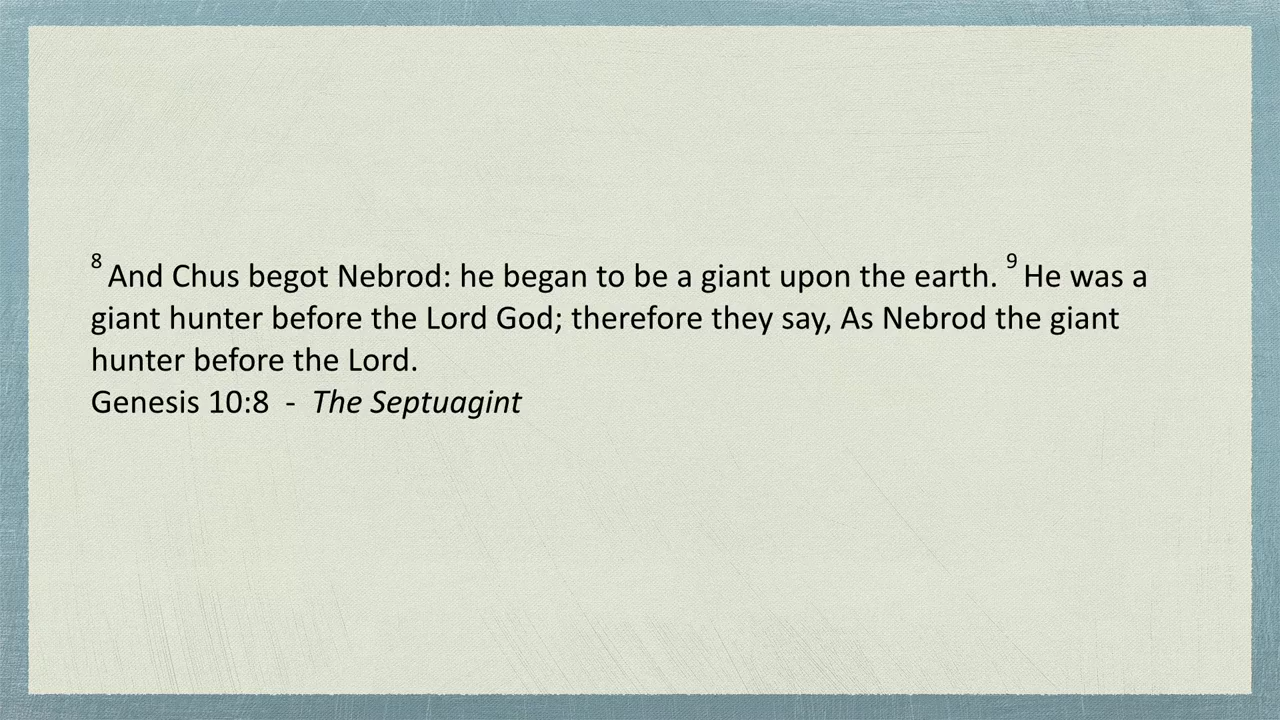 8 And Chus begot Nebrod: he began to be a giant upon the earth. 9 He was a
giant hunter before the Lord God; therefore they say, As Nebrod the giant
hunter before the Lord.
Genesis 10:8 - The Septuagint